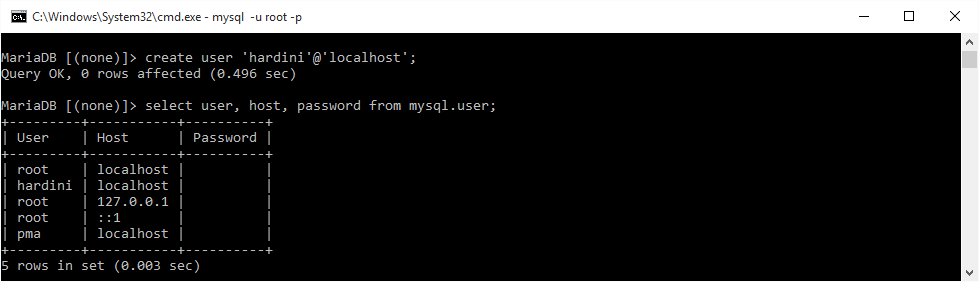 C:\Windows\System32\cmd.exe - mysql  -u root -p
MariaDB [(none)]> create user 'hardini'@'localhost';
Query OK, 0 rows affected (0.496 sec)
MariaDB [(none)]> select user, host, password from mysql.user;
+---------+-----------+----------+
| User    | Host      | Password |
+---------+-----------+----------+
| root    | localhost |          |
| hardini | localhost |          |
| root    | 127.0.0.1 |          |
| root    | ::1       |          |
| pma     | localhost |          |
+---------+-----------+----------+
5 rows in set (0.003 sec)